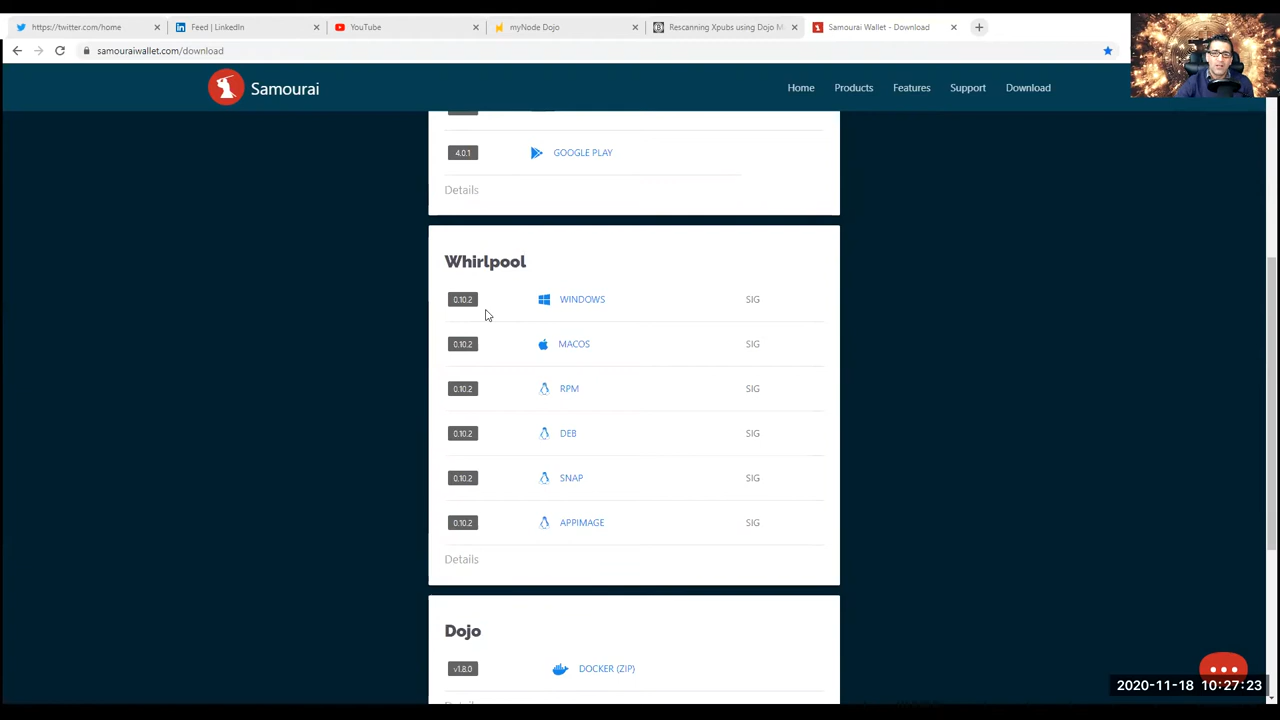 https://twitter.com/home
Feed | LinkedIn
YouTube
myNode Dojo
Rescanning Xpubs using Dojo M
Samourai Wallet - Download
samouraiwallet.com/download
Samourai
Home
Products
Features
Support
Download
4.0.1
GOOGLE PLAY
Details
Whirlpool
0.10.2
WINDOWS
SIG
0.10.2
MACOS
SIG
0.10.2
RPM
SIG
0.10.2
DEB
SIG
0.10.2
SNAP
SIG
0.10.2
APPIMAGE
SIG
Details
Dojo
v1.8.0
DOCKER (ZIP)
2020-11-18 10:27:23